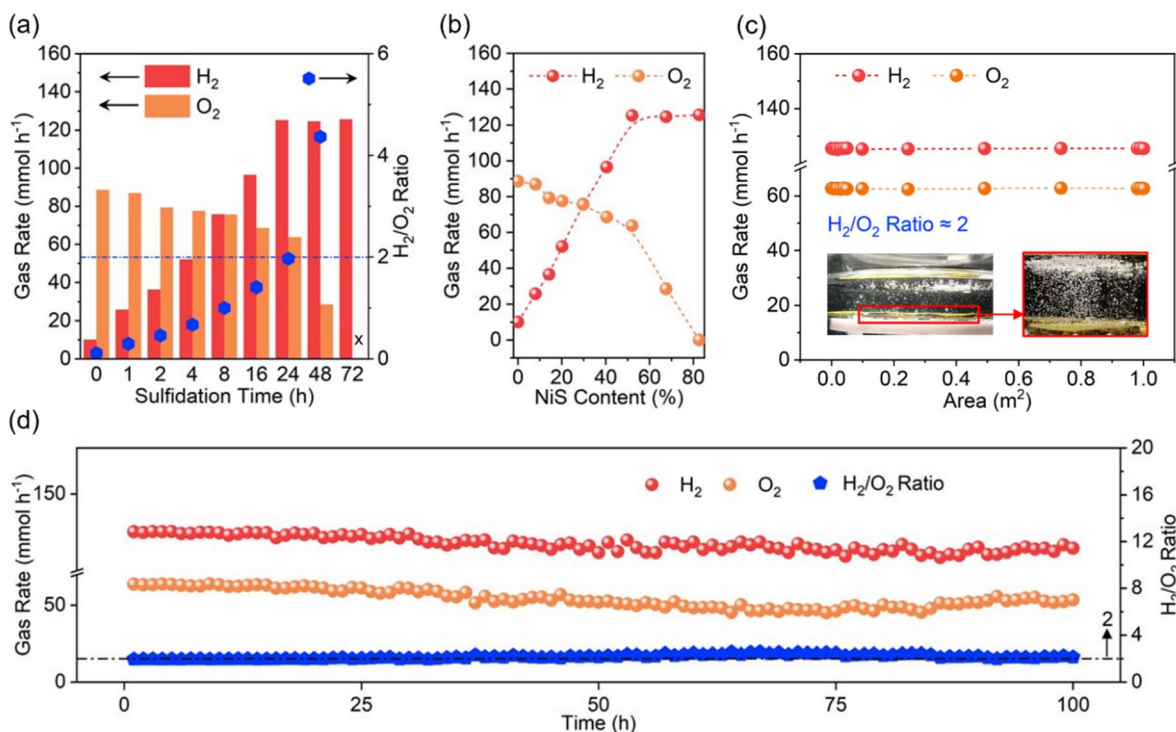 (a)
Gas Rate (mmol h⁻¹)
160
140
120
100
80
60
40
20
0
H₂
O₂
6
4
2
0
H₂/O₂ Ratio
x
0 1 2 4 8 16 24 48 72
Sulfidation Time (h)
(b)
Gas Rate (mmol h⁻¹)
160
140
120
100
80
60
40
20
0
H₂ O₂
0 20 40 60 80
NiS Content (%)
(c)
Gas Rate (mmol h⁻¹)
160
140
60
40
20
0
H₂ O₂
H₂/O₂ Ratio ≈ 2
0.0 0.2 0.4 0.6 0.8 1.0
Area (m²)
(d)
Gas Rate (mmol h⁻¹)
150
50
0
H₂ O₂ H₂/O₂ Ratio
20
16
12
8
4
0
2
H₂/O₂ Ratio
0 25 50 75 100
Time (h)